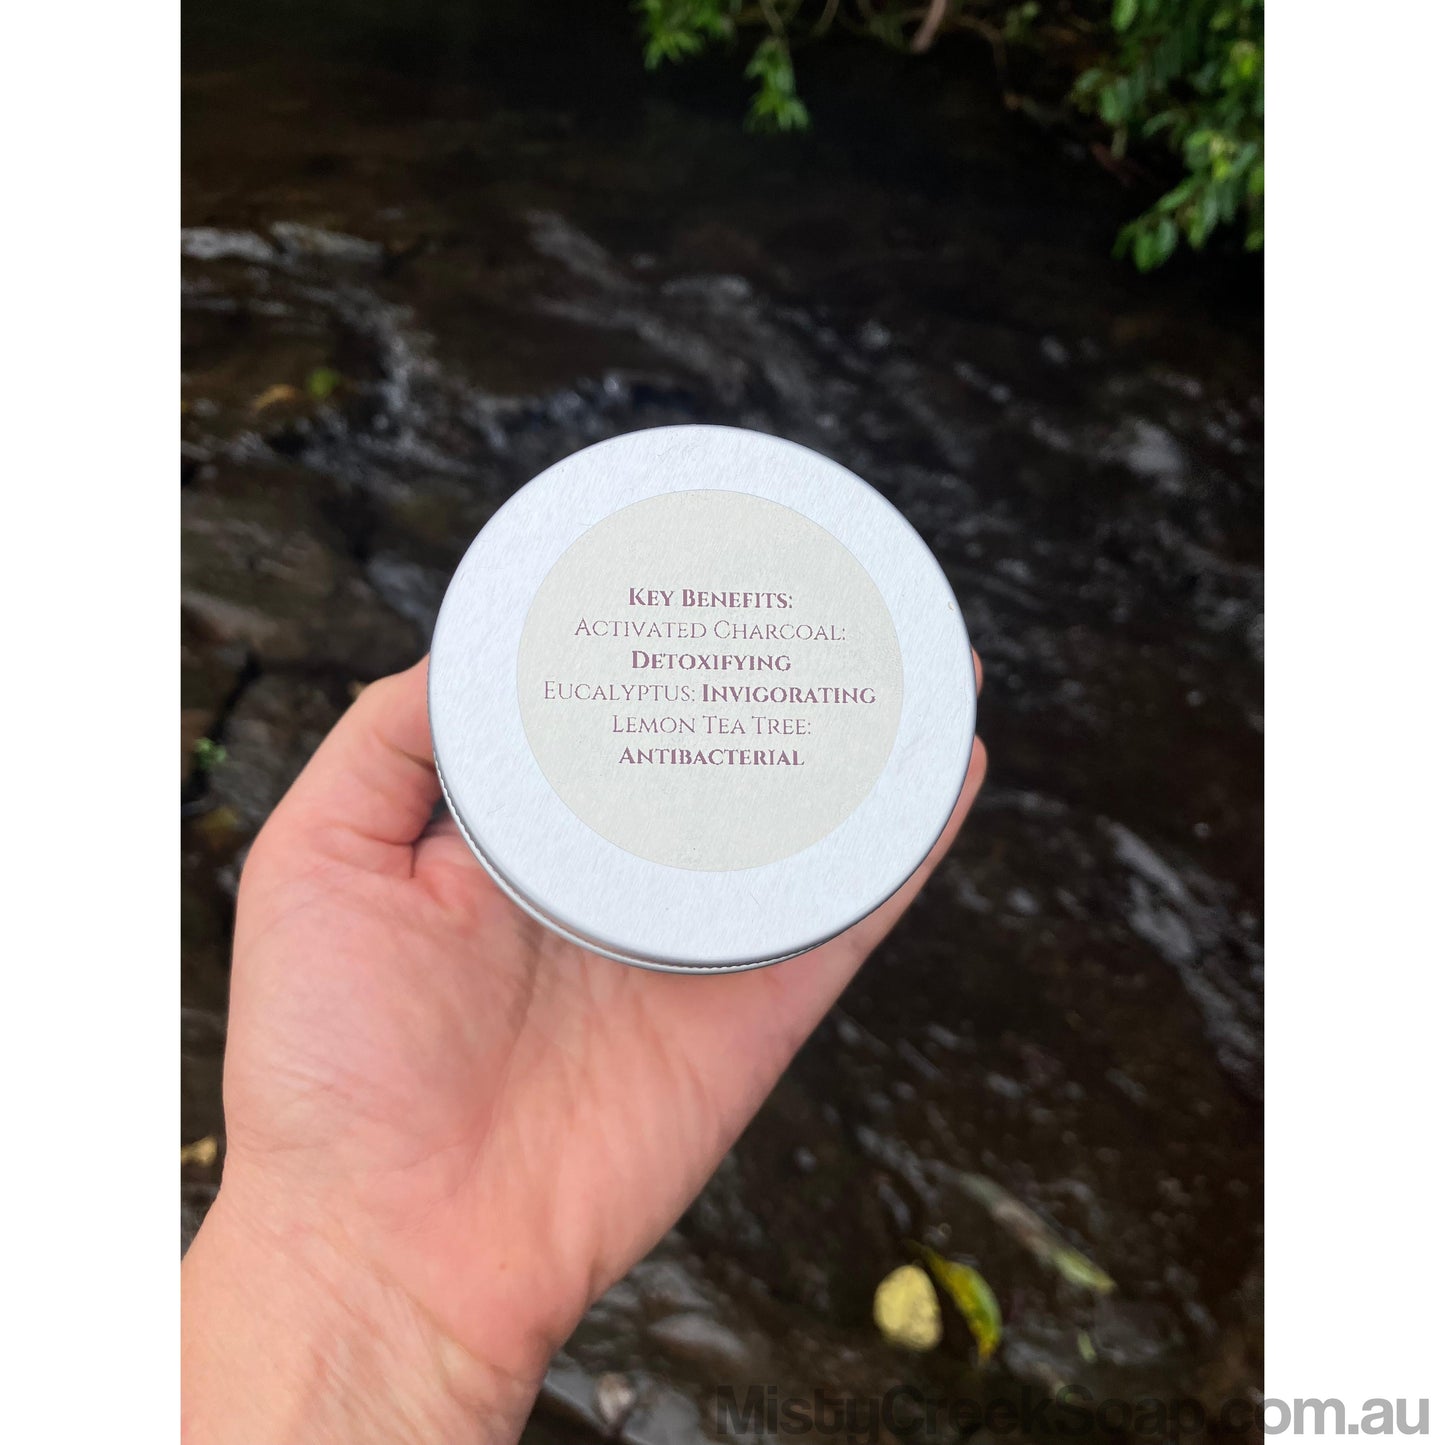 Key Benefits:
Activated Charcoal:
Detoxifying
Eucalyptus: Invigorating
Lemon Tea Tree:
Antibacterial
MistyCreekSoap.com.au